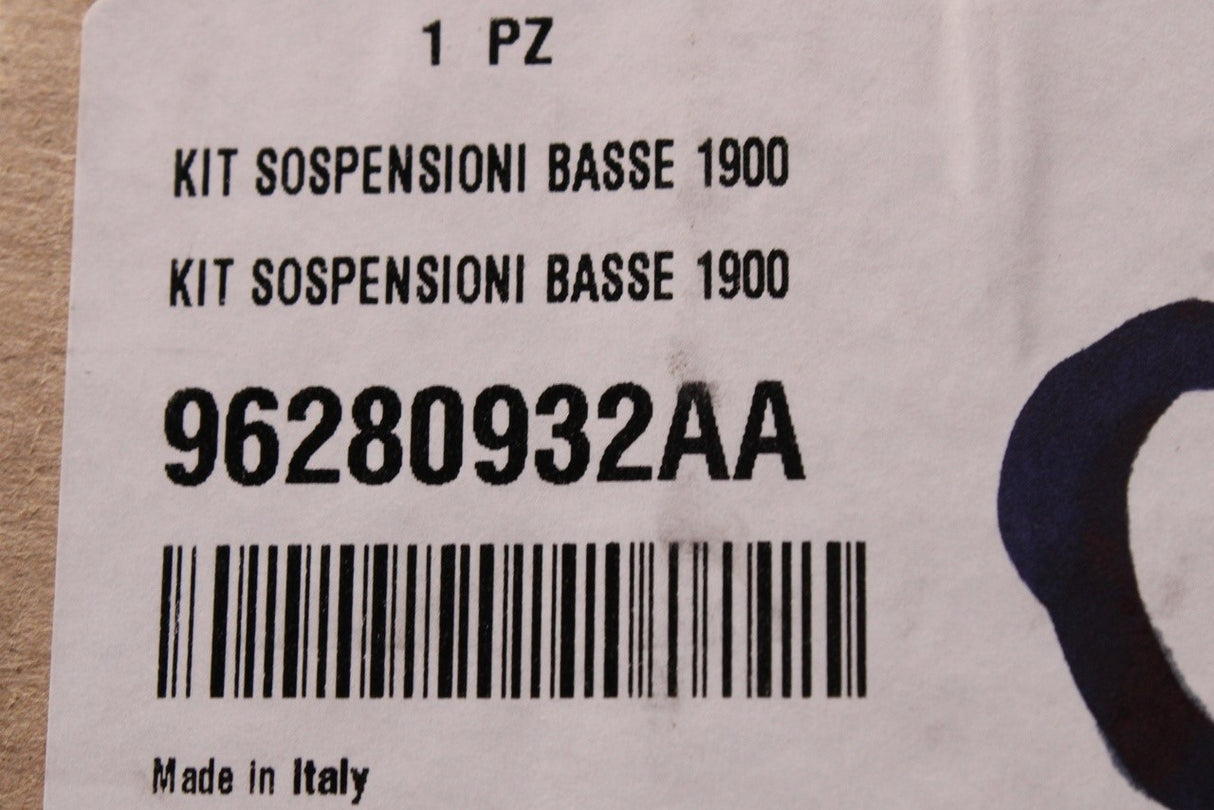 1 PZ
KIT SOSPENSIONI BASSE 1900
KIT SOSPENSIONI BASSE 1900
96280932AA
Made in Italy